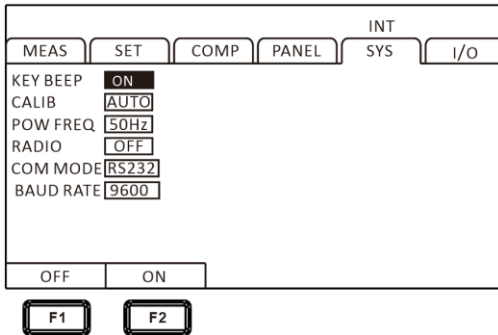 INT
MEAS SET COMP PANEL SYS I/O
KEY BEEP ON
CALIB AUTO
POW FREQ 50Hz
RADIO OFF
COM MODE RS232
BAUD RATE 9600
OFF ON
F1 F2